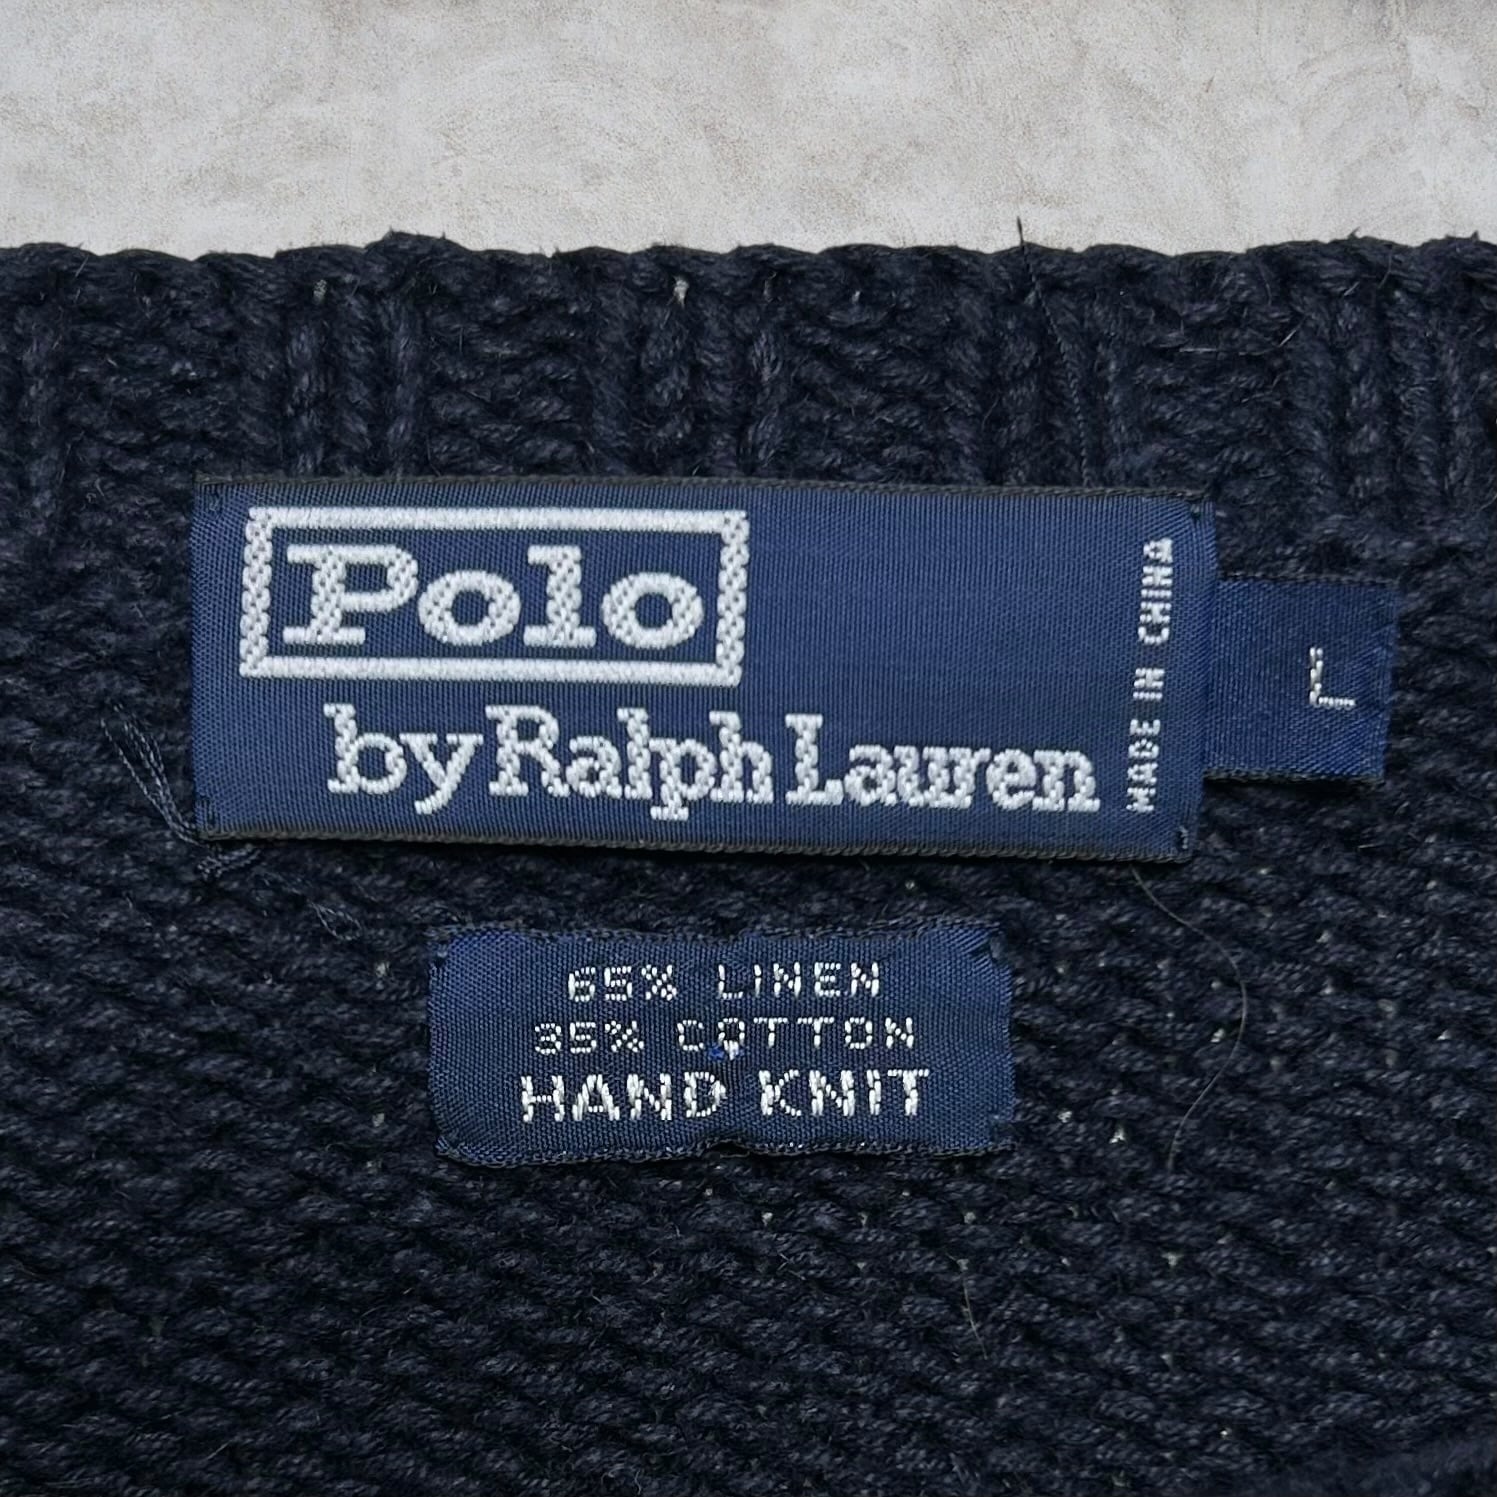 Polo
by Ralph Lauren
MADE IN CHINA
L
65% LINEN
35% COTTON
HAND KNIT